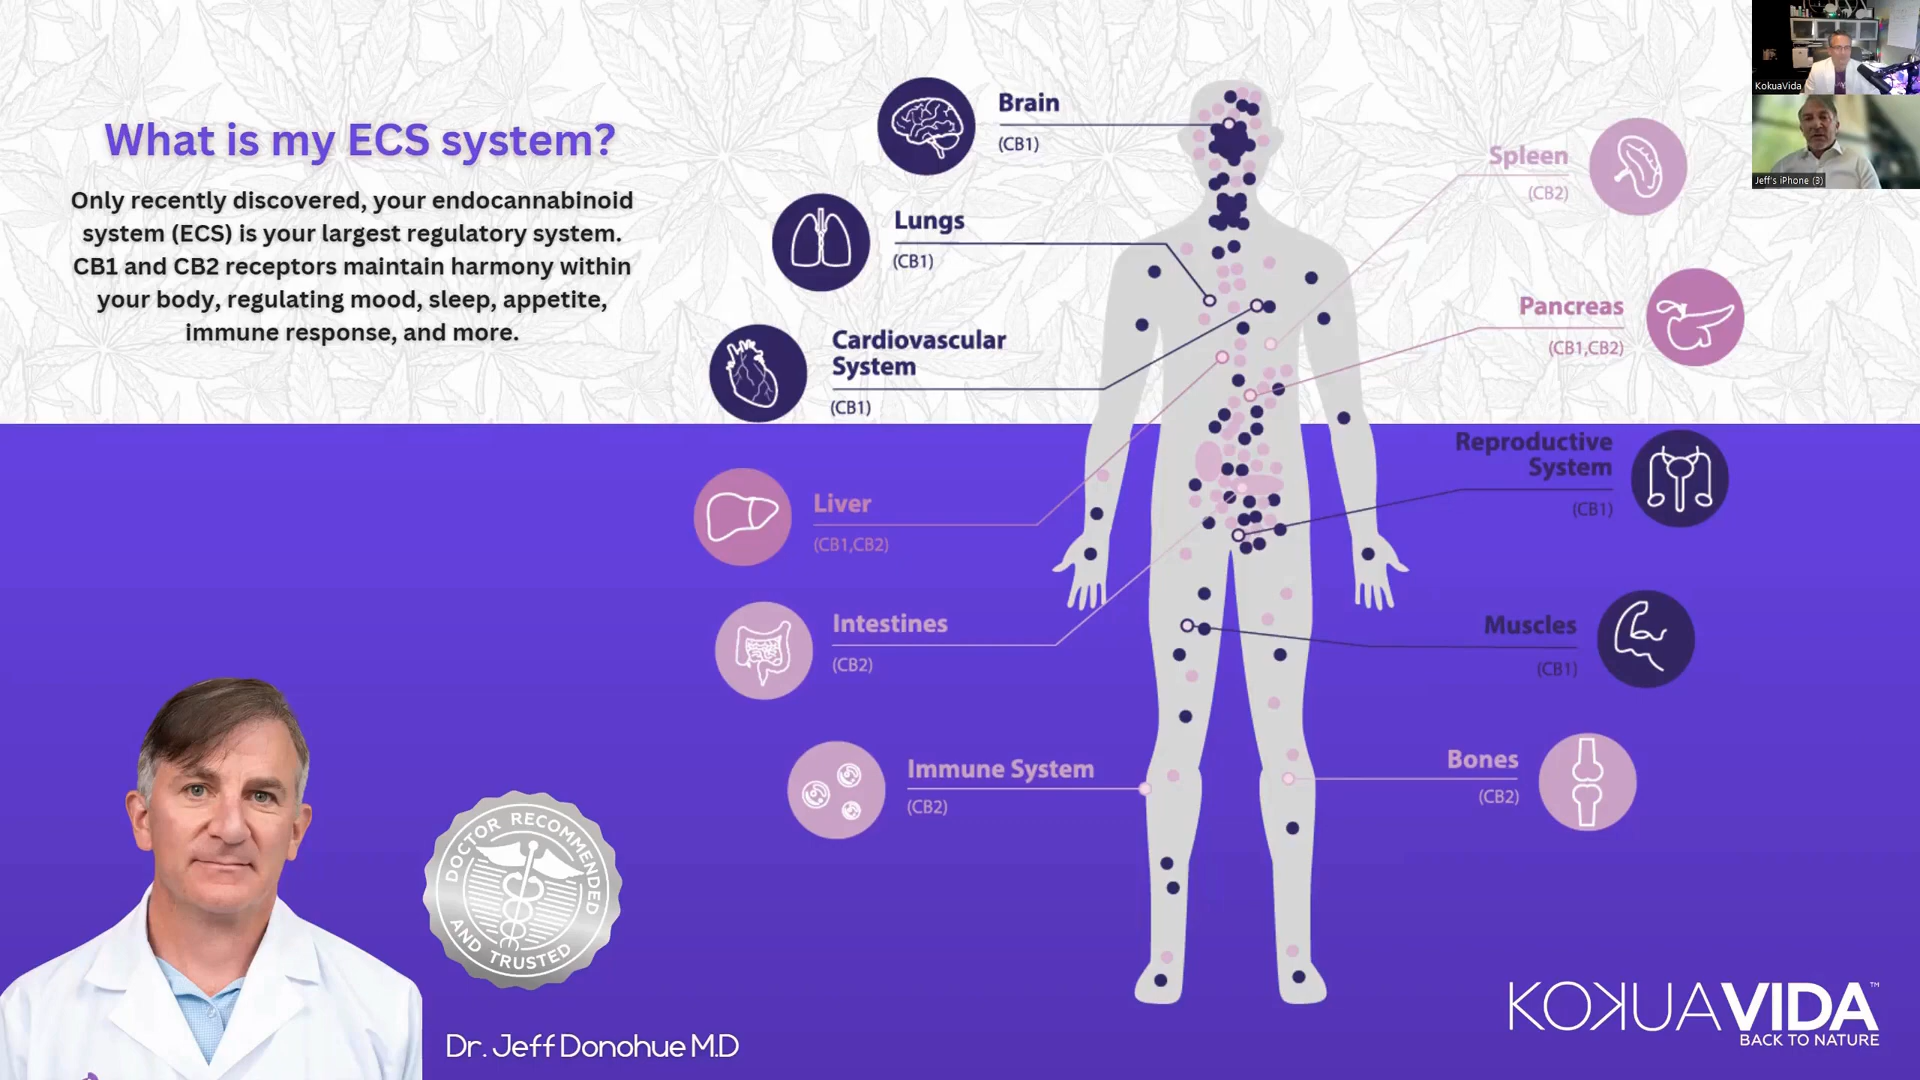 What is my ECS system?
Only recently discovered, your endocannabinoid
system (ECS) is your largest regulatory system.
CB1 and CB2 receptors maintain harmony within
your body, regulating mood, sleep, appetite,
immune response, and more.
Brain
(CB1)
Lungs
(CB1)
Cardiovascular
System
(CB1)
Liver
(CB1,CB2)
Intestines
(CB2)
Immune System
(CB2)
Spleen
(CB2)
Pancreas
(CB1,CB2)
Reproductive
System
(CB1)
Muscles
(CB1)
Bones
(CB2)
KokuaVida
Jeff's iPhone (3)
DOCTOR RECOMMENDED
AND TRUSTED
Dr. Jeff Donohue M.D
KOKUAVIDA™
BACK TO NATURE